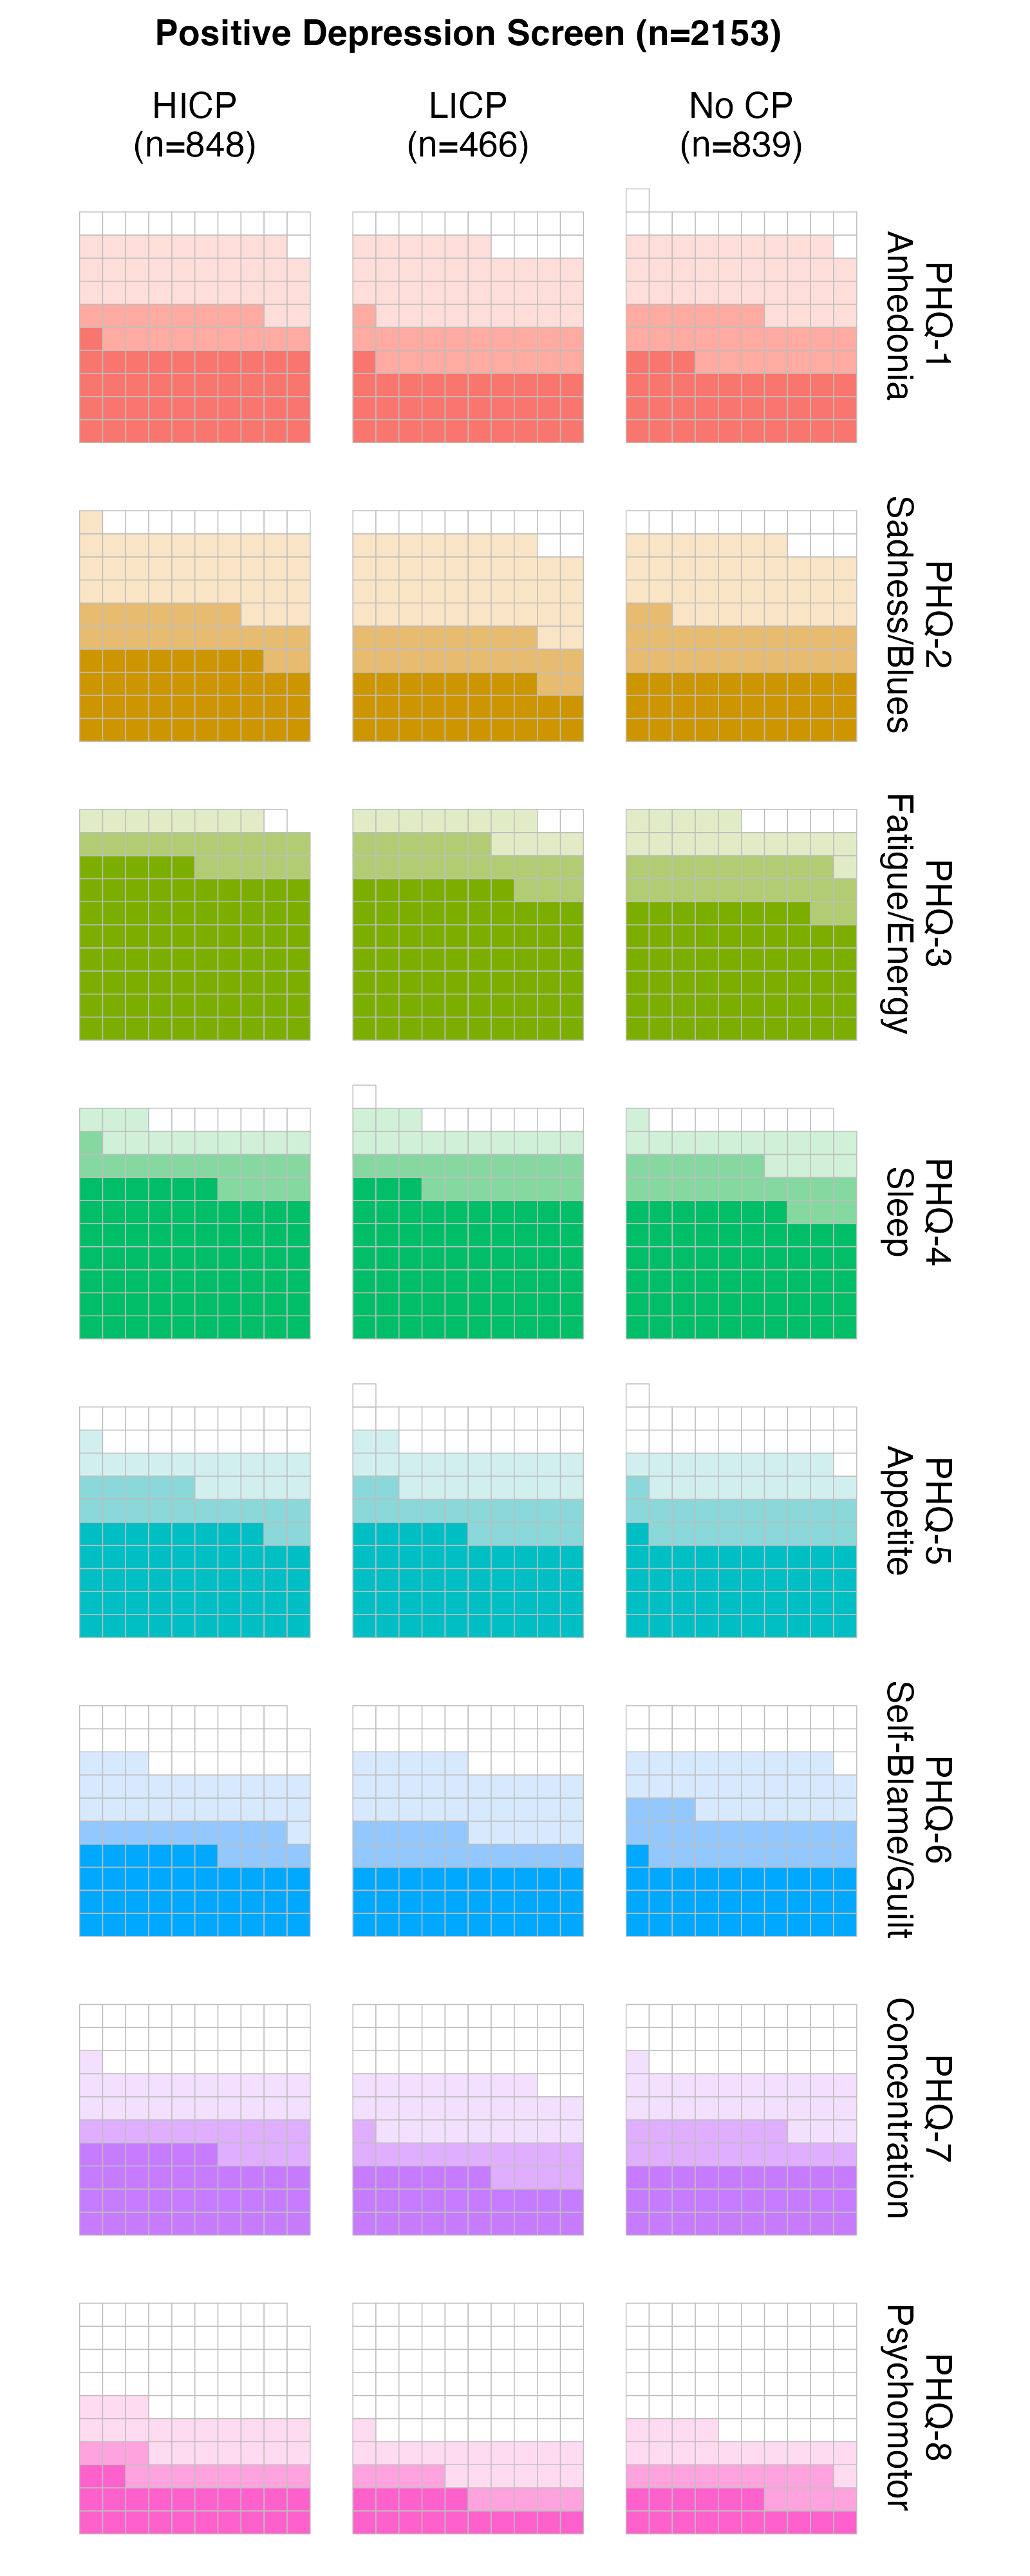 Positive Depression Screen (n=2153)
HICP
(n=848)
LICP
(n=466)
No CP
(n=839)
PHQ-1
Anhedonia
PHQ-2
Sadness/Blues
PHQ-3
Fatigue/Energy
PHQ-4
Sleep
PHQ-5
Appetite
PHQ-6
Self-Blame/Guilt
PHQ-7
Concentration
PHQ-8
Psychomotor